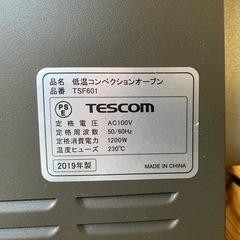 品名 低温コンベクションオーブン
品番 TSF601
PS
E
TESCOM
定格電圧 AC100V
定格周波数 50/60Hz
定格消費電力 1200W
温度ヒューズ 230℃
2019年製
MADE IN CHINA